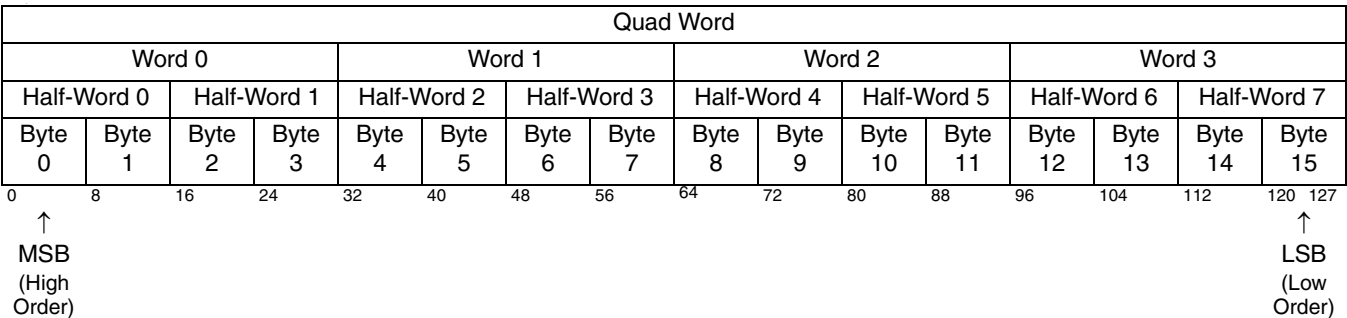 Quad Word
Word 0 Word 1 Word 2 Word 3
Half-Word 0 Half-Word 1 Half-Word 2 Half-Word 3 Half-Word 4 Half-Word 5 Half-Word 6 Half-Word 7
Byte Byte Byte Byte Byte Byte Byte Byte Byte Byte Byte Byte Byte Byte Byte Byte
0 1 2 3 4 5 6 7 8 9 10 11 12 13 14 15
0 8 16 24 32 40 48 56 64 72 80 88 96 104 112 120 127
↑ ↑
MSB LSB
(High (Low
Order) Order)